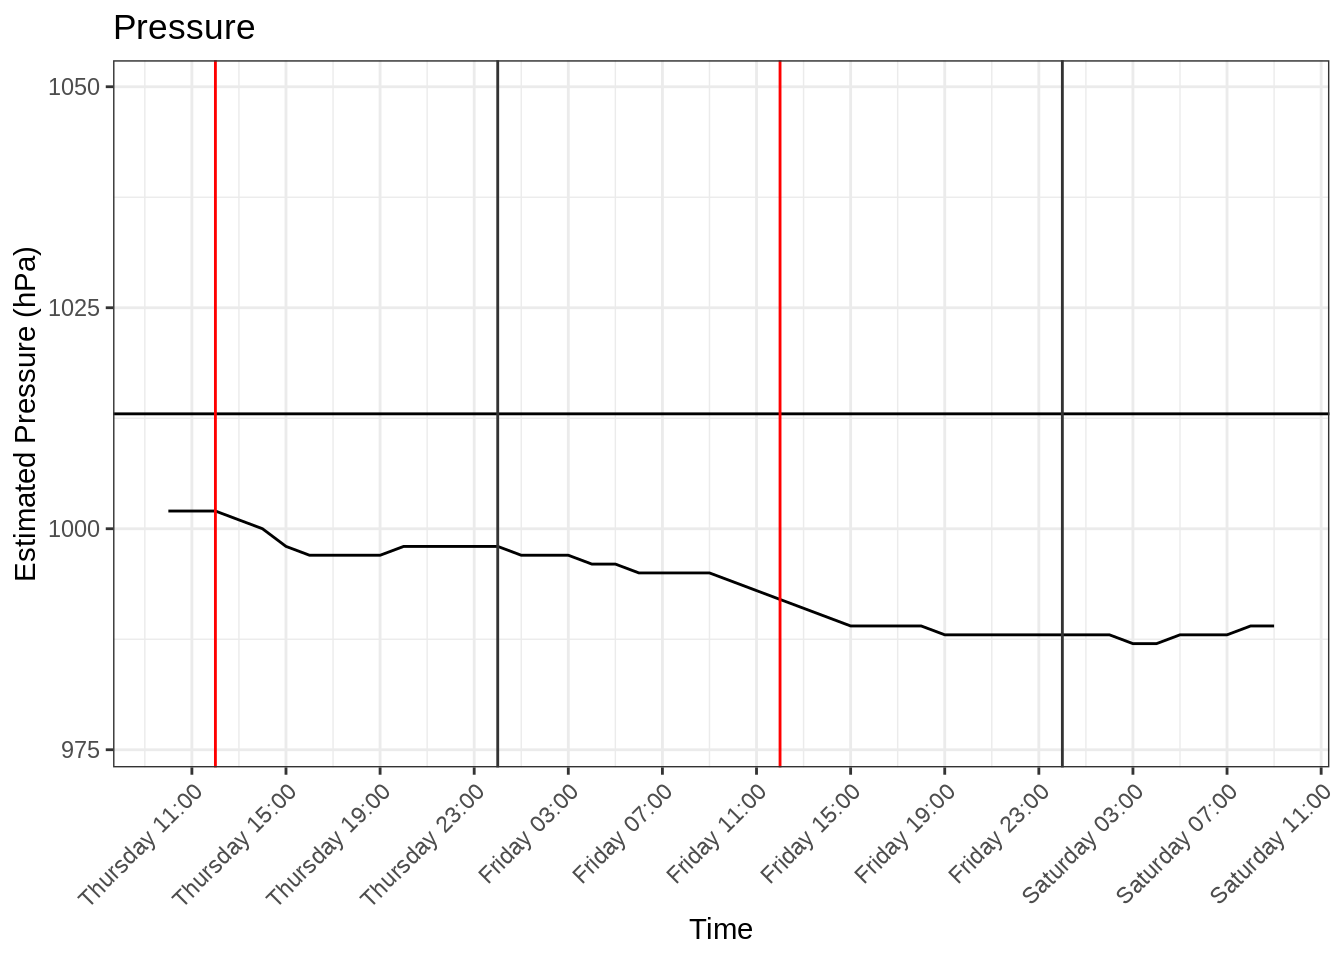 Pressure
Estimated Pressure (hPa)
1050
1025
1000
975
Thursday 11:00
Thursday 15:00
Thursday 19:00
Thursday 23:00
Friday 03:00
Friday 07:00
Friday 11:00
Friday 15:00
Friday 19:00
Friday 23:00
Saturday 03:00
Saturday 07:00
Saturday 11:00
Time